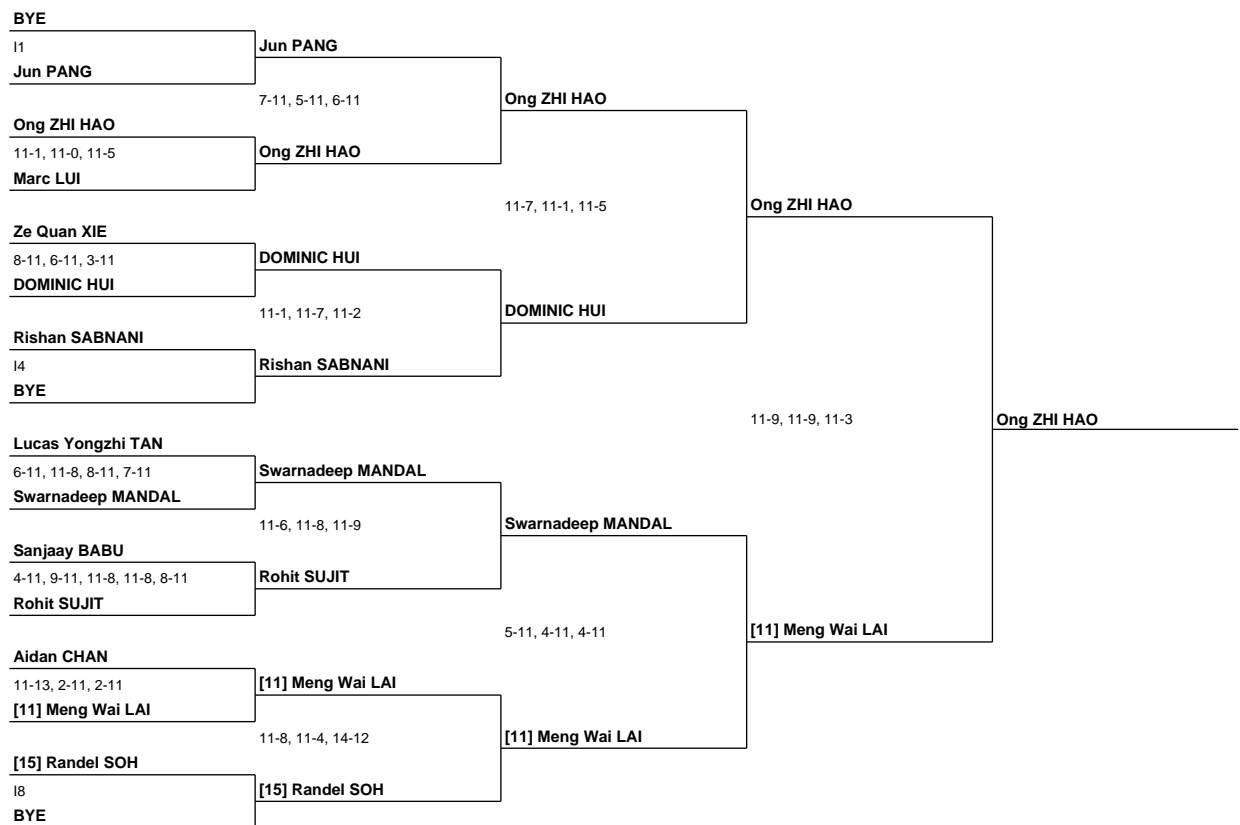 BYE
I1
Jun PANG
Jun PANG
7-11, 5-11, 6-11
Ong ZHI HAO
Ong ZHI HAO
11-1, 11-0, 11-5
Ong ZHI HAO
Marc LUI
11-7, 11-1, 11-5
Ong ZHI HAO
Ze Quan XIE
8-11, 6-11, 3-11
DOMINIC HUI
DOMINIC HUI
11-1, 11-7, 11-2
DOMINIC HUI
Rishan SABNANI
I4
Rishan SABNANI
BYE
11-9, 11-9, 11-3
Ong ZHI HAO
Lucas Yongzhi TAN
6-11, 11-8, 8-11, 7-11
Swarnadeep MANDAL
Swarnadeep MANDAL
11-6, 11-8, 11-9
Swarnadeep MANDAL
Sanjaay BABU
4-11, 9-11, 11-8, 11-8, 8-11
Rohit SUJIT
Rohit SUJIT
5-11, 4-11, 4-11
[11] Meng Wai LAI
Aidan CHAN
11-13, 2-11, 2-11
[11] Meng Wai LAI
[11] Meng Wai LAI
11-8, 11-4, 14-12
[11] Meng Wai LAI
[15] Randel SOH
I8
[15] Randel SOH
BYE